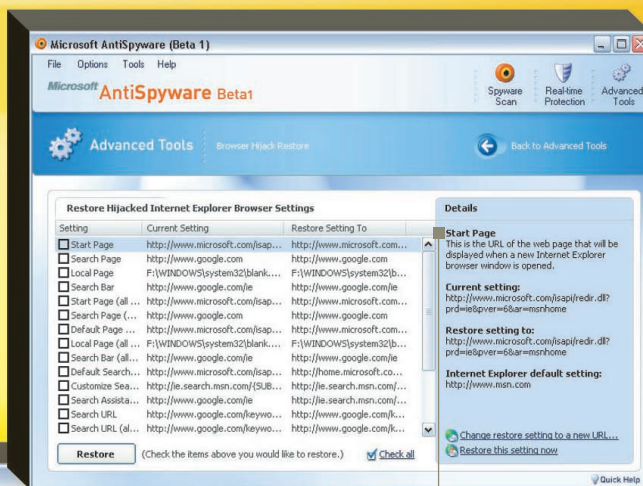 Microsoft AntiSpyware (Beta 1)
File Options Tools Help
Microsoft AntiSpyware Beta1
Spyware Scan
Real-time Protection
Advanced Tools
Advanced Tools
Browser Hijack Restore
Back to Advanced Tools
Restore Hijacked Internet Explorer Browser Settings
Setting Current Setting Restore Setting To
Start Page http://www.microsoft.com/isap... http://www.microsoft.com...
Search Page http://www.google.com http://www.google.com
Local Page F:\WINDOWS\system32\blank.... F:\WINDOWS\system32\b...
Search Bar http://www.google.com/ie http://www.google.com/ie
Start Page (all ... http://www.microsoft.com/isap... http://www.microsoft.com...
Search Page (... http://www.google.com http://www.google.com
Default Page ... http://www.microsoft.com/isap... http://www.microsoft.com...
Local Page (all ... F:\WINDOWS\system32\blank.... F:\WINDOWS\system32\b...
Search Bar (all... http://www.google.com/ie http://www.google.com/ie
Default Search... http://www.microsoft.com/isap... http://home.microsoft.co...
Customize Sea... http://ie.search.msn.com/{SUB... http://ie.search.msn.com/...
Search Assista... http://www.google.com/ie http://ie.search.msn.com/...
Search URL http://www.google.com/keywo... http://www.google.com/k...
Search URL (al... http://www.google.com/keywo... http://www.google.com/k...
Restore (Check the items above you would like to restore.) Check all
Details
Start Page
This is the URL of the web page that will be
displayed when a new Internet Explorer
browser window is opened.
Current setting:
http://www.microsoft.com/isapi/redir.dll?
prd=ie&pver=6&ar=msnhome
Restore setting to:
http://www.microsoft.com/isapi/redir.dll?
prd=ie&pver=6&ar=msnhome
Internet Explorer default setting:
http://www.msn.com
Change restore setting to a new URL...
Restore this setting now
Quick Help